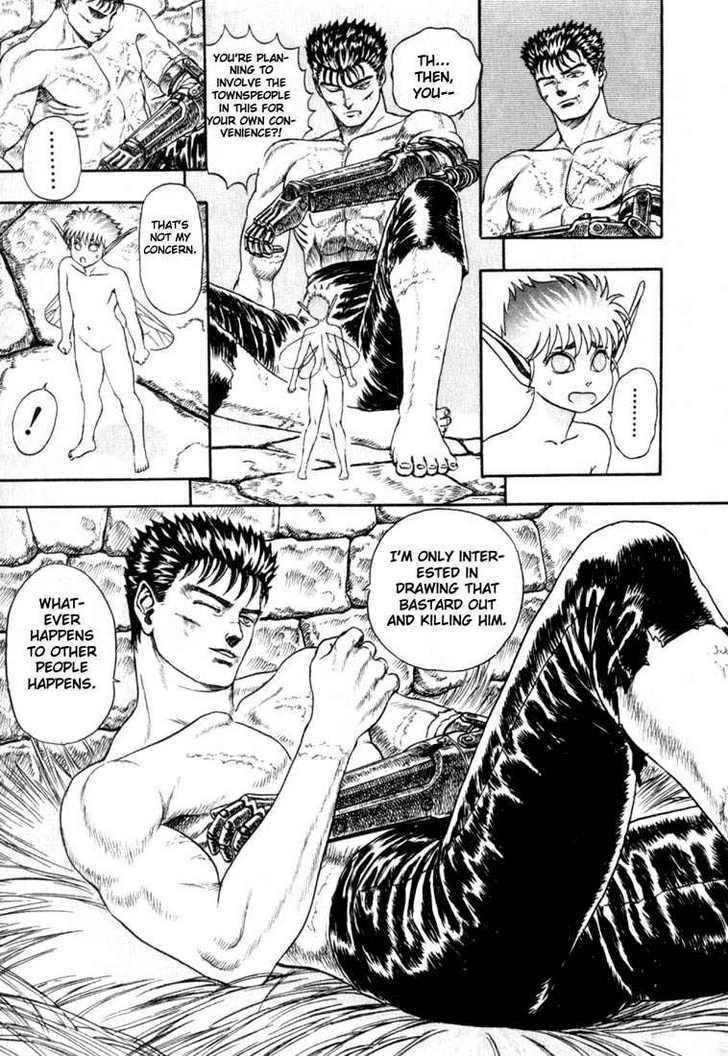 TH...
THEN,
YOU--
YOU'RE PLAN-
NING TO
INVOLVE THE
TOWNSPEOPLE
IN THIS FOR
YOUR OWN CON-
VENIENCE?!
........
........
THAT'S
NOT MY
CONCERN.
!
I'M ONLY INTER-
ESTED IN
DRAWING THAT
BASTARD OUT
AND KILLING HIM.
WHAT-
EVER
HAPPENS
TO OTHER
PEOPLE
HAPPENS.